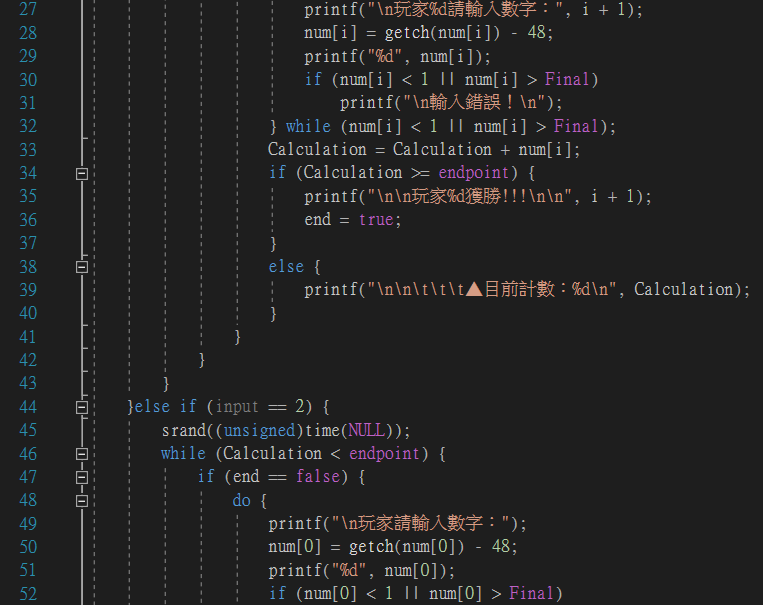 27 printf("\n玩家%d請輸入數字：", i + 1);
28 num[i] = getch(num[i]) - 48;
29 printf("%d", num[i]);
30 if (num[i] < 1 || num[i] > Final)
31 printf("\n輸入錯誤！\n");
32 } while (num[i] < 1 || num[i] > Final);
33 Calculation = Calculation + num[i];
34 if (Calculation >= endpoint) {
35 printf("\n\n玩家%d獲勝!!!\n\n", i + 1);
36 end = true;
37 }
38 else {
39 printf("\n\n\t\t\t▲目前計數：%d\n", Calculation);
40 }
41 }
42 }
43 }
44 }else if (input == 2) {
45 srand((unsigned)time(NULL));
46 while (Calculation < endpoint) {
47 if (end == false) {
48 do {
49 printf("\n玩家請輸入數字：");
50 num[0] = getch(num[0]) - 48;
51 printf("%d", num[0]);
52 if (num[0] < 1 || num[0] > Final)